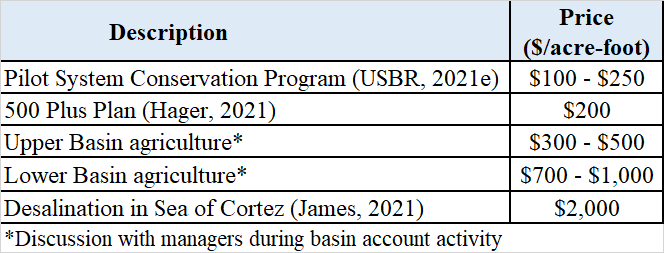 Description
Price
($/acre-foot)
Pilot System Conservation Program (USBR, 2021e) $100 - $250
500 Plus Plan (Hager, 2021) $200
Upper Basin agriculture* $300 - $500
Lower Basin agriculture* $700 - $1,000
Desalination in Sea of Cortez (James, 2021) $2,000
*Discussion with managers during basin account activity